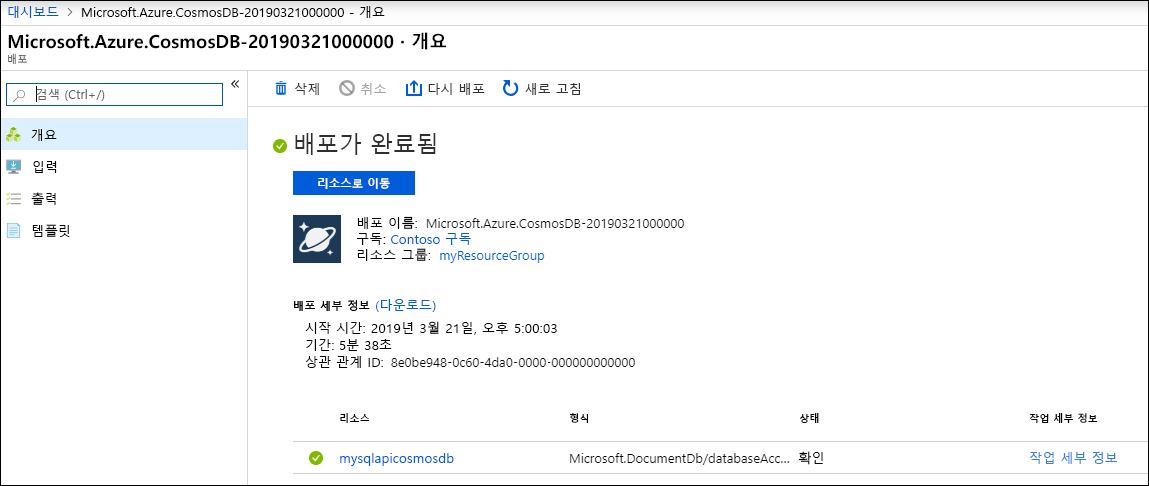 대시보드 > Microsoft.Azure.CosmosDB-20190321000000 - 개요
Microsoft.Azure.CosmosDB-20190321000000 · 개요
배포
검색 (Ctrl+/)
«
개요
입력
출력
템플릿
삭제 취소 다시 배포 새로 고침
배포가 완료됨
리소스로 이동
배포 이름: Microsoft.Azure.CosmosDB-20190321000000
구독: Contoso 구독
리소스 그룹: myResourceGroup
배포 세부 정보 (다운로드)
시작 시간: 2019년 3월 21일, 오후 5:00:03
기간: 5분 38초
상관 관계 ID: 8e0be948-0c60-4da0-0000-000000000000
리소스 형식 상태 작업 세부 정보
mysqlapicosmosdb Microsoft.DocumentDb/databaseAcc... 확인 작업 세부 정보